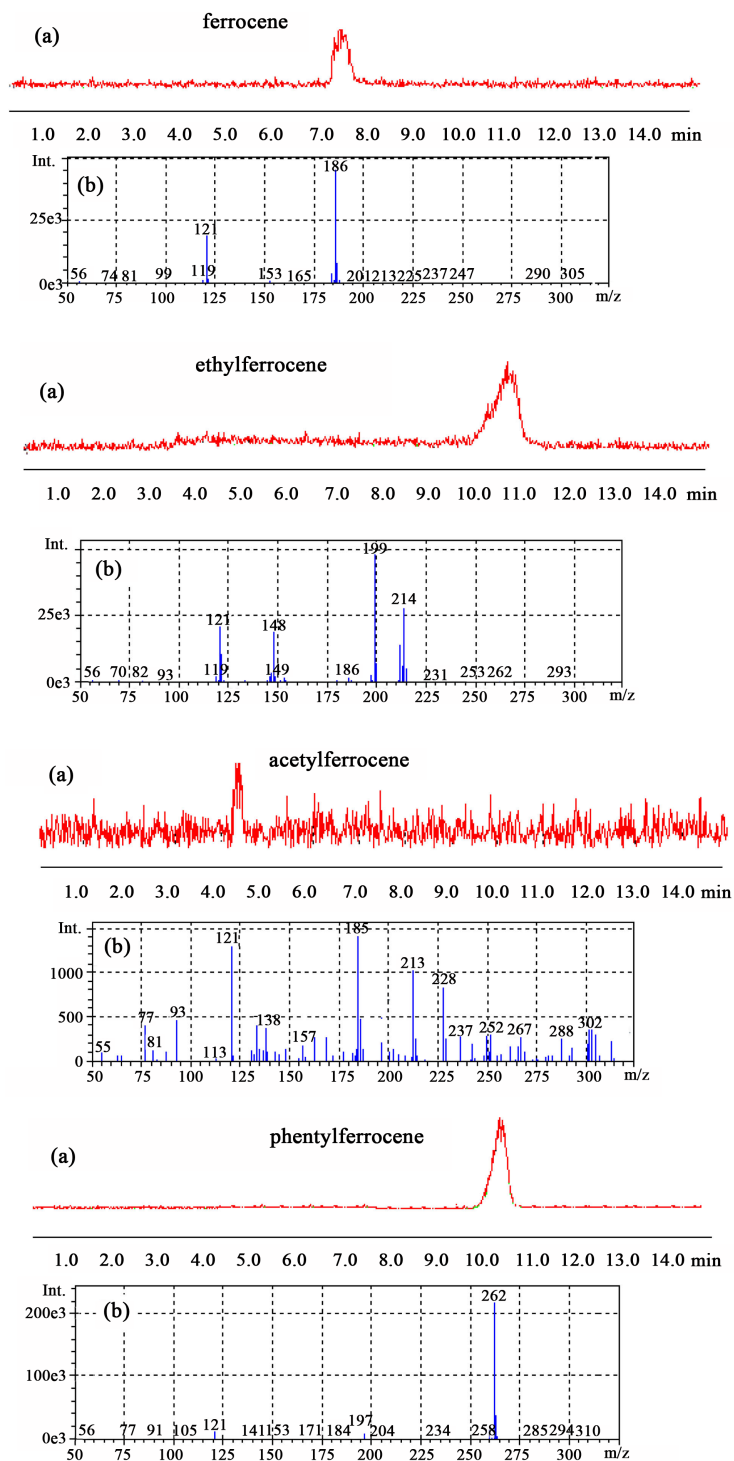 ferrocene
(a)
1.0 2.0 3.0 4.0 5.0 6.0 7.0 8.0 9.0 10.0 11.0 12.0 13.0 14.0 min
Int.
(b)
186
25e3
121
56 74 81 99 119 153 165 201213225 237 247 290 305
0e3
50 75 100 125 150 175 200 225 250 275 300 m/z
ethylferrocene
(a)
1.0 2.0 3.0 4.0 5.0 6.0 7.0 8.0 9.0 10.0 11.0 12.0 13.0 14.0 min
Int.
(b)
199
214
25e3
121
148
56 70 82 93 119 149 186 231 253 262 293
0e3
50 75 100 125 150 175 200 225 250 275 300 m/z
acetylferrocene
(a)
1.0 2.0 3.0 4.0 5.0 6.0 7.0 8.0 9.0 10.0 11.0 12.0 13.0 14.0 min
Int.
(b)
121
185
1000
213
228
500
55 77 81 93 113 138 157 237 252 267 288 302
0
50 75 100 125 150 175 200 225 250 275 300 m/z
phentylferrocene
(a)
1.0 2.0 3.0 4.0 5.0 6.0 7.0 8.0 9.0 10.0 11.0 12.0 13.0 14.0 min
Int.
(b)
262
200e3
100e3
56 77 91 105 121 141153 171 184 197 204 234 258 285294310
0e3
50 75 100 125 150 175 200 225 250 275 300 m/z